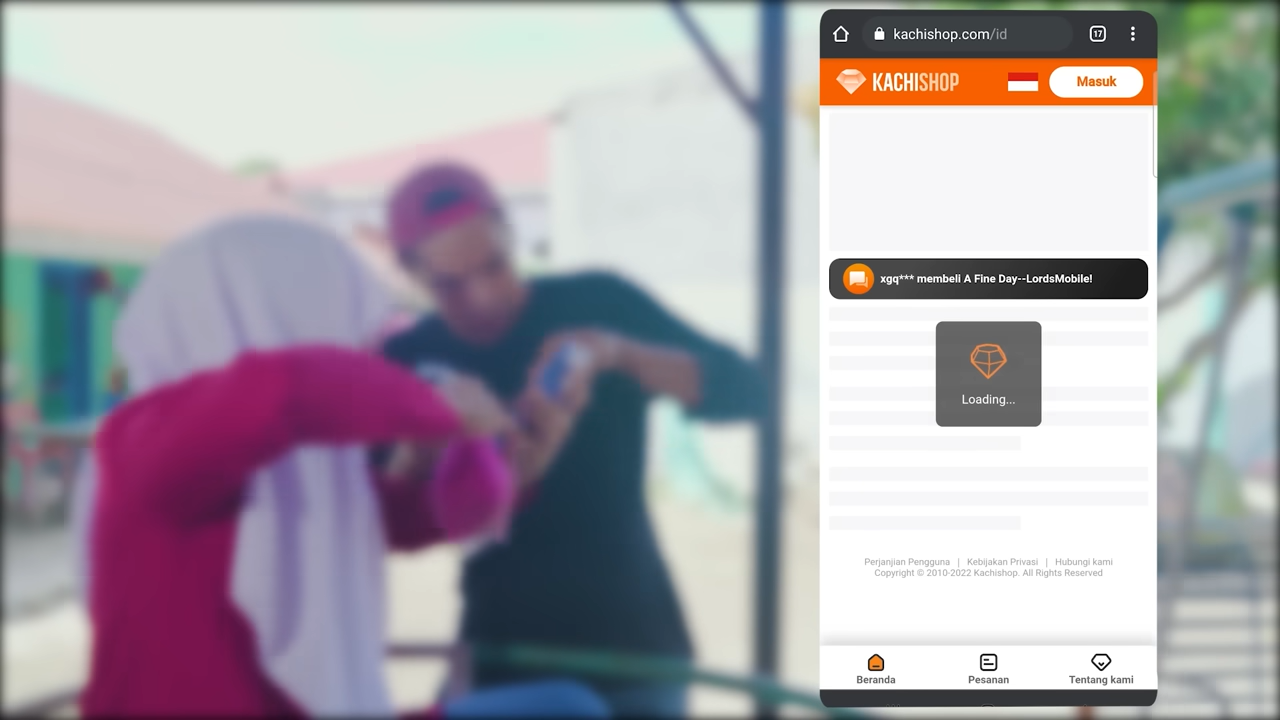 kachishop.com/id
17
KACHISHOP
Masuk
xgq*** membeli A Fine Day--LordsMobile!
Loading...
Perjanjian Pengguna | Kebijakan Privasi | Hubungi kami
Copyright © 2010-2022 Kachishop. All Rights Reserved
Beranda
Pesanan
Tentang kami